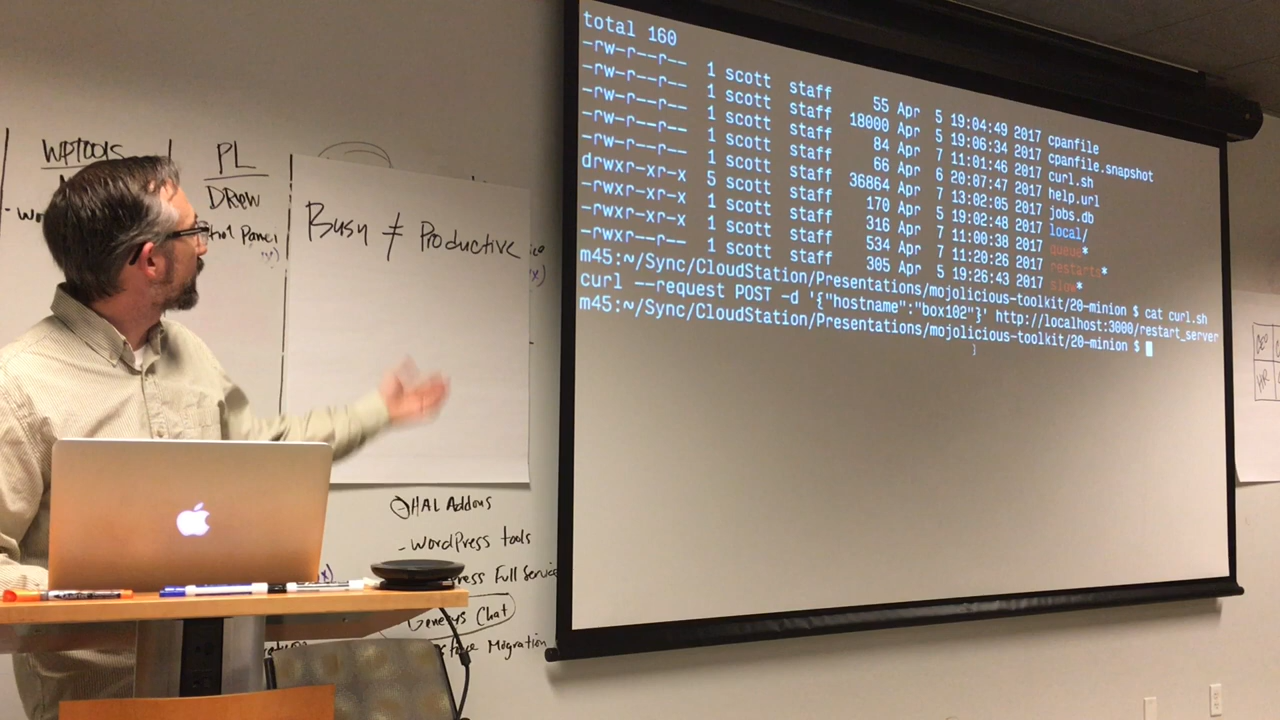 WPTOOLS
PL
DREW
Busy ≠ Productive
HAL Addons
- WordPress tools
ress Full Service
Genesys Chat
Migration
total 160
-rw-r--r-- 1 scott staff 55 Apr 5 19:04:49 2017 cpanfile
-rw-r--r-- 1 scott staff 18000 Apr 5 19:06:34 2017 cpanfile.snapshot
-rw-r--r-- 1 scott staff 84 Apr 7 11:01:46 2017 curl.sh
-rw-r--r-- 1 scott staff 66 Apr 6 20:07:47 2017 help.url
-rw-r--r-- 1 scott staff 36864 Apr 7 13:02:05 2017 jobs.db
drwxr-xr-x 5 scott staff 170 Apr 5 19:02:48 2017 local/
-rwxr-xr-x 1 scott staff 316 Apr 7 11:00:38 2017 queue*
-rwxr-xr-x 1 scott staff 534 Apr 7 11:20:26 2017 restarts*
-rwxr--r-- 1 scott staff 305 Apr 5 19:26:43 2017 slow*
m45:~/Sync/CloudStation/Presentations/mojolicious-toolkit/20-minion $ cat curl.sh
curl --request POST -d '{"hostname":"box102"}' http://localhost:3000/restart_server
m45:~/Sync/CloudStation/Presentations/mojolicious-toolkit/20-minion $
HR